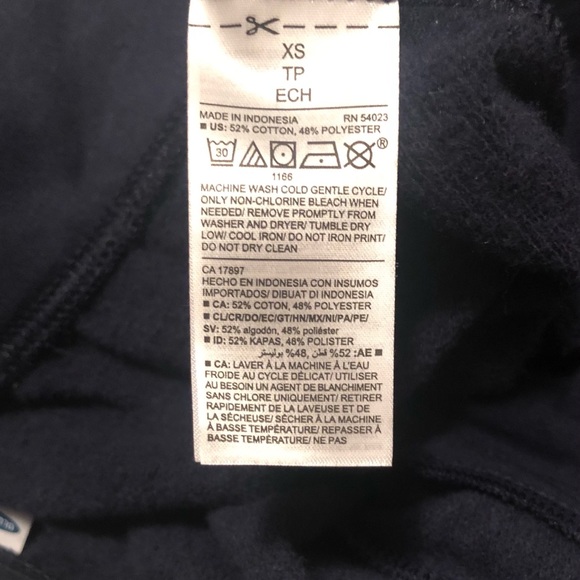 XS
TP
ECH
MADE IN INDONESIA RN 54023
■ US: 52% COTTON, 48% POLYESTER
30 ®
1166
MACHINE WASH COLD GENTLE CYCLE/
ONLY NON-CHLORINE BLEACH WHEN
NEEDED/ REMOVE PROMPTLY FROM
WASHER AND DRYER/ TUMBLE DRY
LOW/ COOL IRON/ DO NOT IRON PRINT/
DO NOT DRY CLEAN
CA 17897
HECHO EN INDONESIA CON INSUMOS
IMPORTADOS/ DIBUAT DI INDONESIA
■ CA: 52% COTON, 48% POLYESTER
■ CL/CR/DO/EC/GT/HN/MX/NI/PA/PE/
SV: 52% algodón, 48% poliéster
■ ID: 52% KAPAS, 48% POLISTER
■ AE: 52% قطن, 48% بوليستر
■ CA: LAVER À LA MACHINE À L'EAU
FROIDE AU CYCLE DÉLICAT/ UTILISER
AU BESOIN UN AGENT DE BLANCHIMENT
SANS CHLORE UNIQUEMENT/ RETIRER
RAPIDEMENT DE LA LAVEUSE ET DE
LA SÉCHEUSE/ SÉCHER À LA MACHINE
À BASSE TEMPÉRATURE/ REPASSER À
BASSE TEMPÉRATURE/ NE PAS